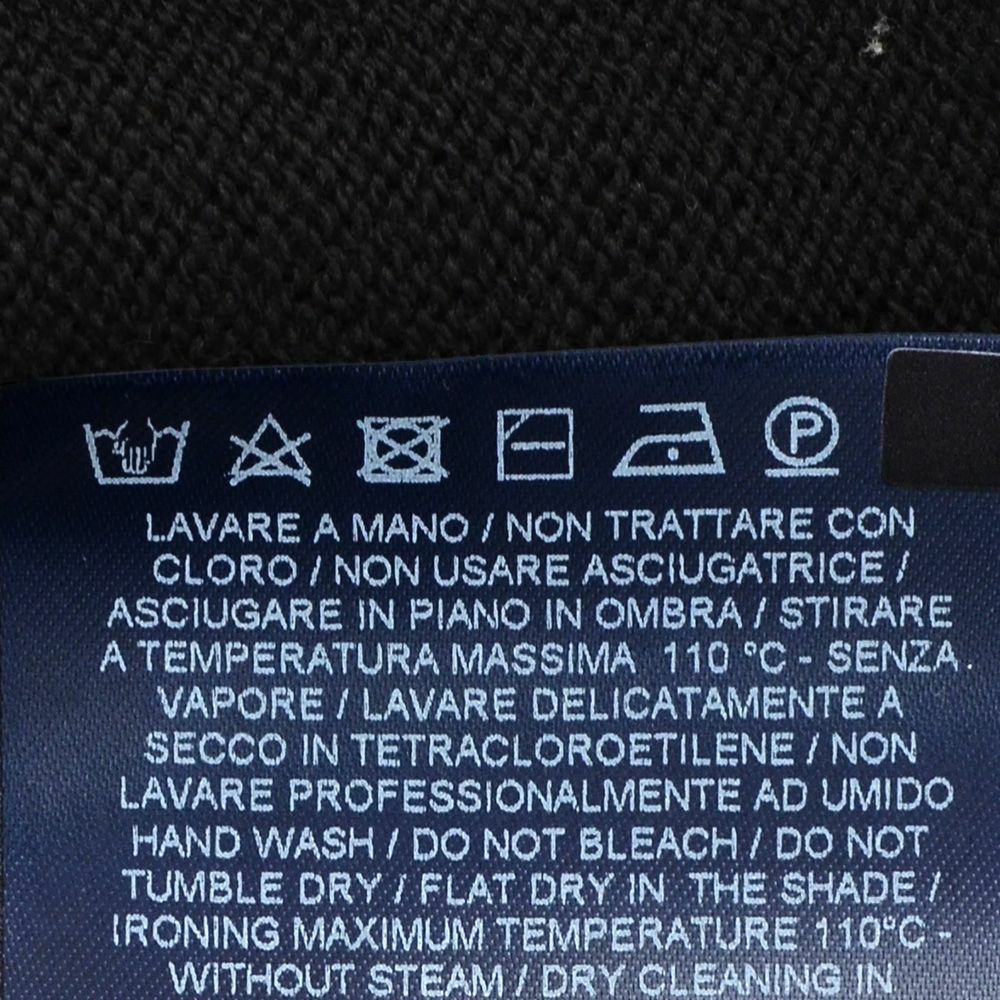 P
LAVARE A MANO / NON TRATTARE CON
CLORO / NON USARE ASCIUGATRICE /
ASCIUGARE IN PIANO IN OMBRA / STIRARE
A TEMPERATURA MASSIMA 110 °C - SENZA
VAPORE / LAVARE DELICATAMENTE A
SECCO IN TETRACLOROETILENE / NON
LAVARE PROFESSIONALMENTE AD UMIDO
HAND WASH / DO NOT BLEACH / DO NOT
TUMBLE DRY / FLAT DRY IN THE SHADE /
IRONING MAXIMUM TEMPERATURE 110°C -
WITHOUT STEAM / DRY CLEANING IN